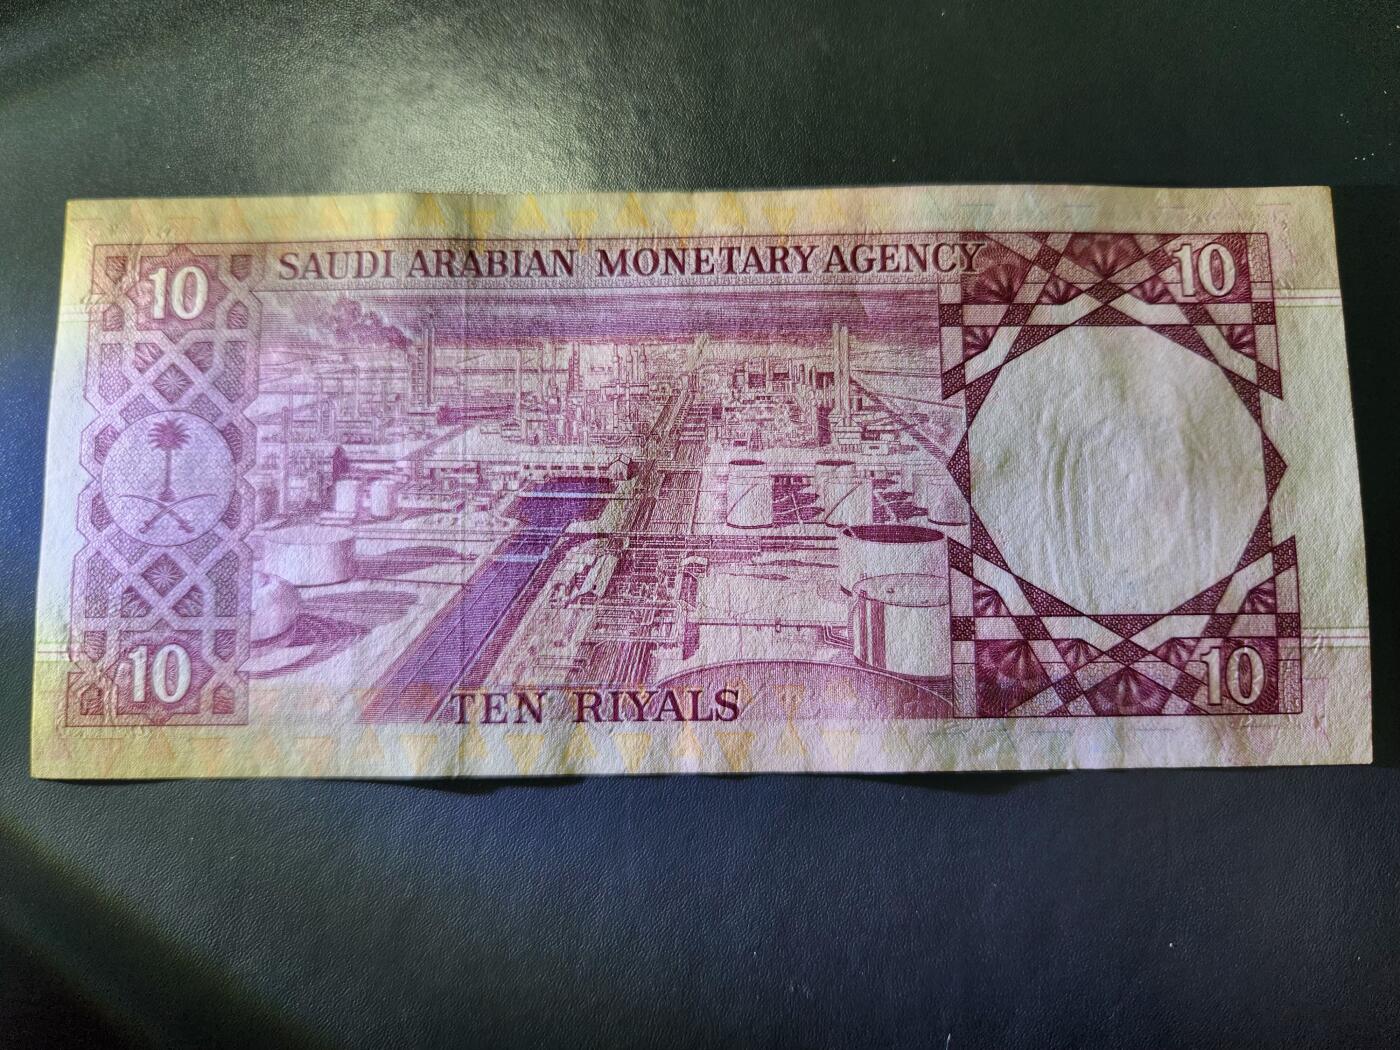 10 SAUDI ARABIAN MONETARY AGENCY 10
10 TEN RIYALS 10